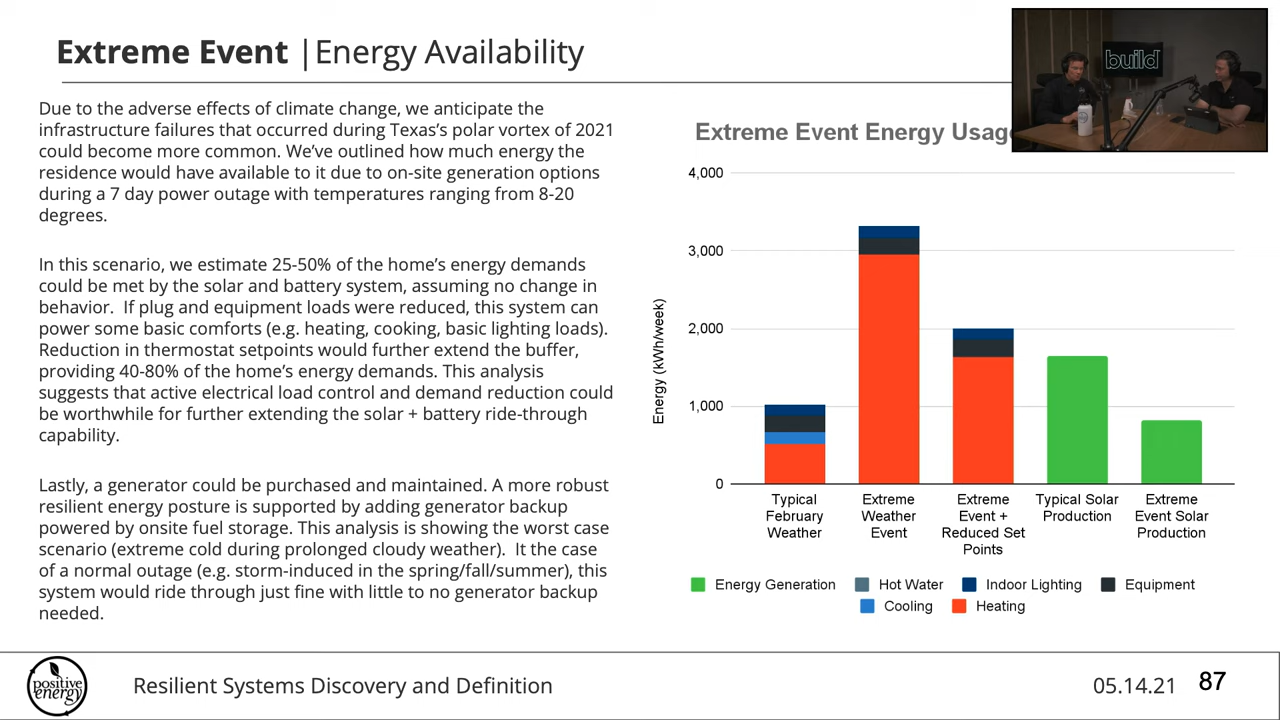 Extreme Event | Energy Availability
build
Due to the adverse effects of climate change, we anticipate the
infrastructure failures that occurred during Texas's polar vortex of 2021
could become more common. We've outlined how much energy the
residence would have available to it due to on-site generation options
during a 7 day power outage with temperatures ranging from 8-20
degrees.
In this scenario, we estimate 25-50% of the home's energy demands
could be met by the solar and battery system, assuming no change in
behavior. If plug and equipment loads were reduced, this system can
power some basic comforts (e.g. heating, cooking, basic lighting loads).
Reduction in thermostat setpoints would further extend the buffer,
providing 40-80% of the home's energy demands. This analysis
suggests that active electrical load control and demand reduction could
be worthwhile for further extending the solar + battery ride-through
capability.
Lastly, a generator could be purchased and maintained. A more robust
resilient energy posture is supported by adding generator backup
powered by onsite fuel storage. This analysis is showing the worst case
scenario (extreme cold during prolonged cloudy weather). It the case
of a normal outage (e.g. storm-induced in the spring/fall/summer), this
system would ride through just fine with little to no generator backup
needed.
Extreme Event Energy Usage
Energy (kWh/week)
4,000
3,000
2,000
1,000
0
Typical
February
Weather
Extreme
Weather
Event
Extreme
Event +
Reduced Set
Points
Typical Solar
Production
Extreme
Event Solar
Production
Energy Generation Hot Water Indoor Lighting Equipment
Cooling Heating
positive
energy
Resilient Systems Discovery and Definition
05.14.21 87